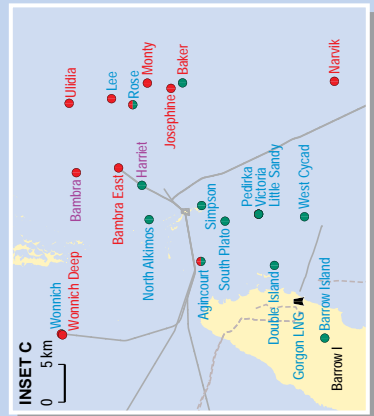 INSET C
0 5 km
Wonnich
Wonnich Deep
Bambra
Ulidia
Bambra East
Lee
Rose
Monty
Harriet
Josephine
Baker
North Alkimos
Simpson
Agincourt
South Plato
Pedirka
Victoria
Little Sandy
Double Island
West Cycad
Gorgon LNG
Barrow Island
Barrow I
Narvik